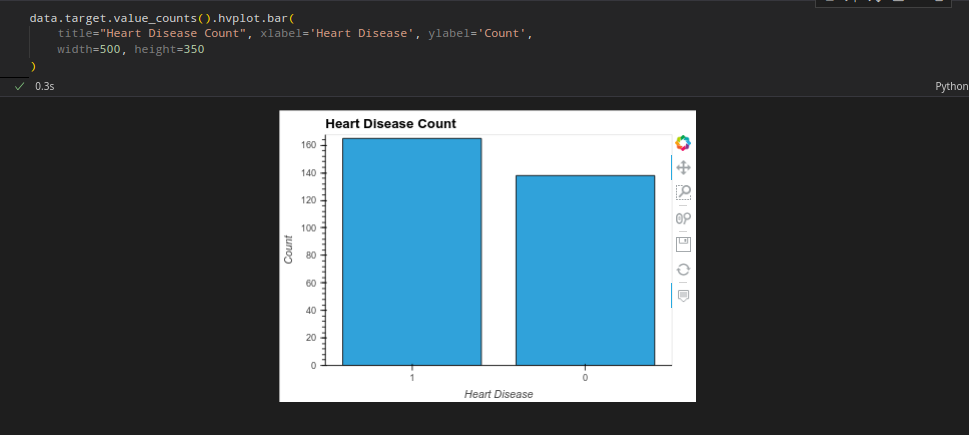 data.target.value_counts().hvplot.bar(
    title="Heart Disease Count", xlabel='Heart Disease', ylabel='Count',
    width=500, height=350
)
0.3s
Python
Heart Disease Count
160
140
120
100
80
60
40
20
0
Count
1 0
Heart Disease